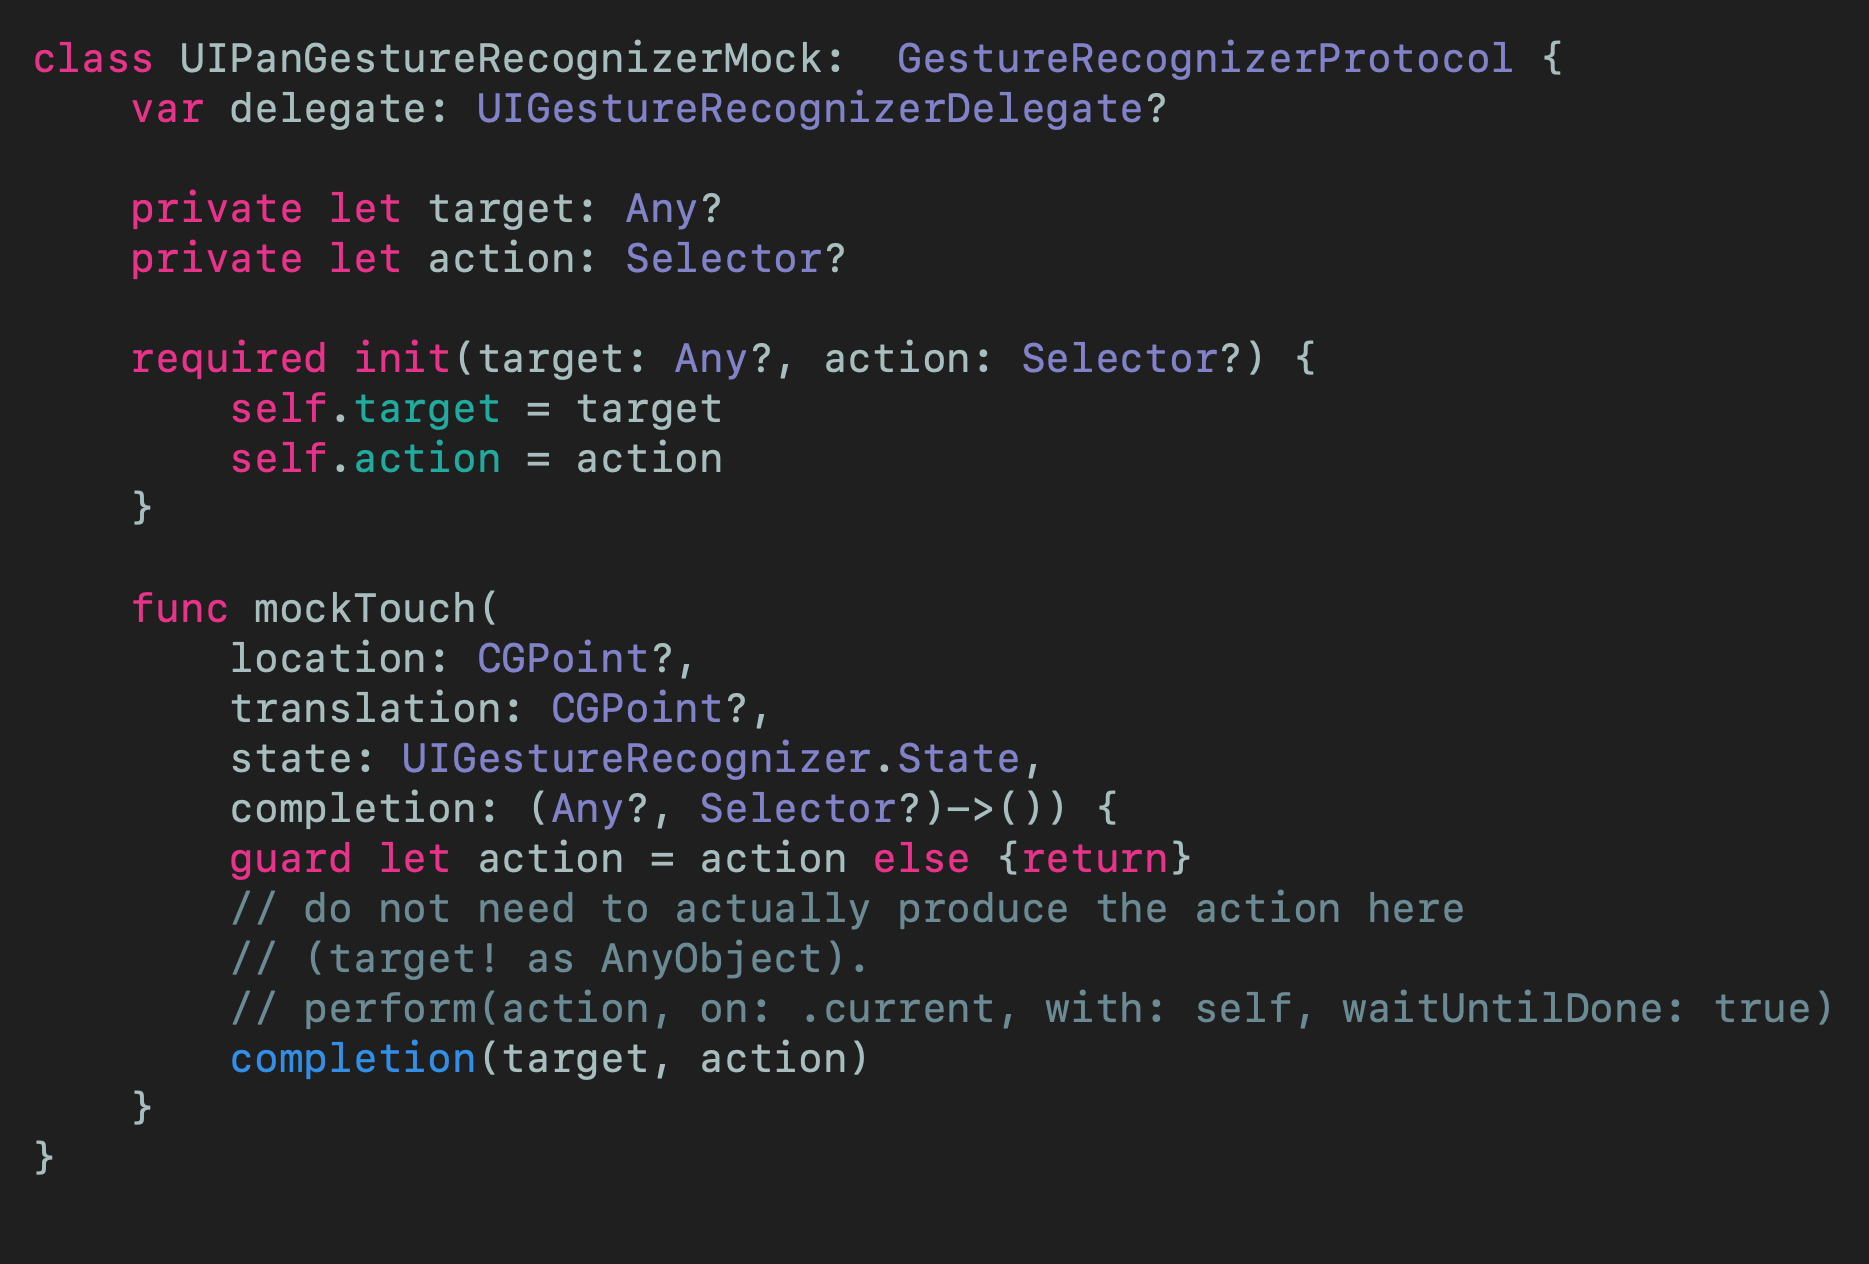 class UIPanGestureRecognizerMock:  GestureRecognizerProtocol {
    var delegate: UIGestureRecognizerDelegate?

    private let target: Any?
    private let action: Selector?

    required init(target: Any?, action: Selector?) {
        self.target = target
        self.action = action
    }

    func mockTouch(
        location: CGPoint?,
        translation: CGPoint?,
        state: UIGestureRecognizer.State,
        completion: (Any?, Selector?)->()) {
        guard let action = action else {return}
        // do not need to actually produce the action here
        // (target! as AnyObject).
        // perform(action, on: .current, with: self, waitUntilDone: true)
        completion(target, action)
    }
}